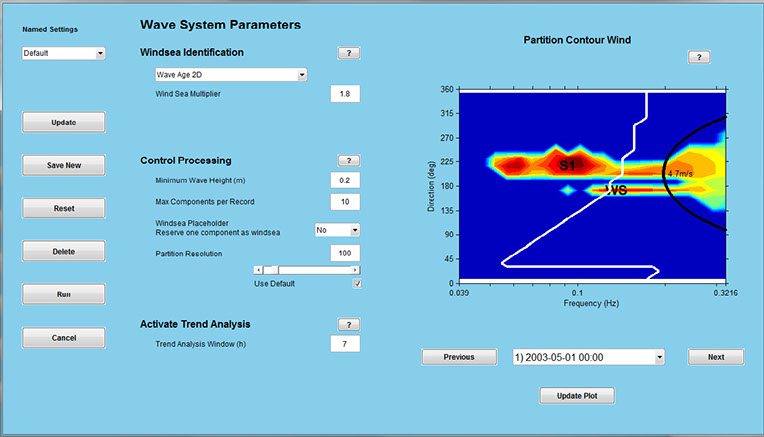 Named Settings
Default
Update
Save New
Reset
Delete
Run
Cancel
Wave System Parameters
Windsea Identification ?
Wave Age 2D
Wind Sea Multiplier 1.8
Control Processing ?
Minimum Wave Height (m) 0.2
Max Components per Record 10
Windsea Placeholder
Reserve one component as windsea No
Partition Resolution 100
Use Default
Activate Trend Analysis ?
Trend Analysis Window (h) 7
Partition Contour Wind
?
360
315
270
225
180
135
90
45
0
Direction (deg)
S1
4.7m/s
WS
0.039 0.1 0.3216
Frequency (Hz)
Previous 1) 2003-05-01 00:00 Next
Update Plot